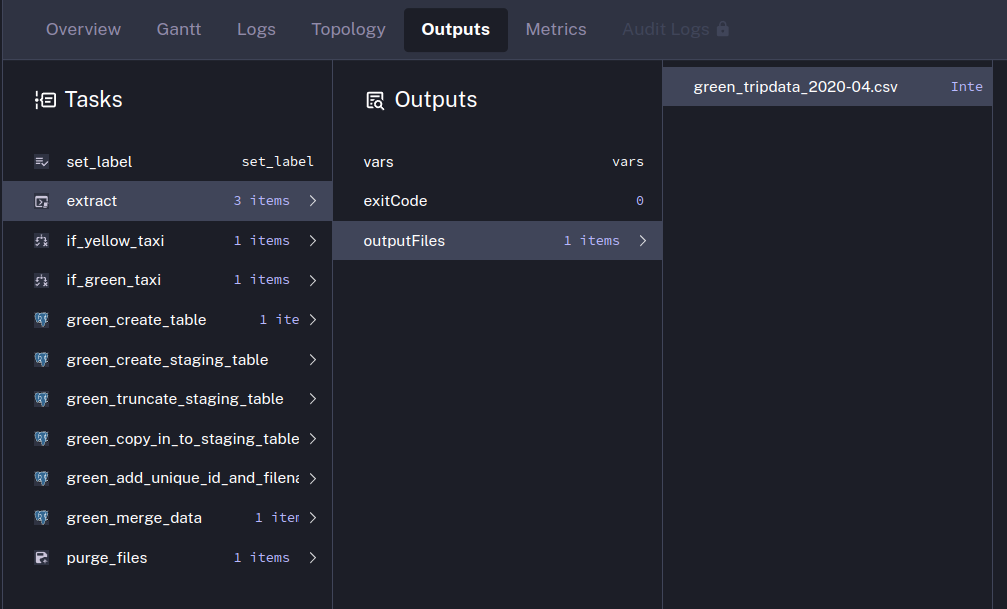 Overview Gantt Logs Topology Outputs Metrics Audit Logs
Tasks
set_label set_label
extract 3 items
if_yellow_taxi 1 items
if_green_taxi 1 items
green_create_table 1 ite
green_create_staging_table
green_truncate_staging_table
green_copy_in_to_staging_table
green_add_unique_id_and_filena
green_merge_data 1 iter
purge_files 1 items
Outputs
vars vars
exitCode 0
outputFiles 1 items
green_tripdata_2020-04.csv Inte